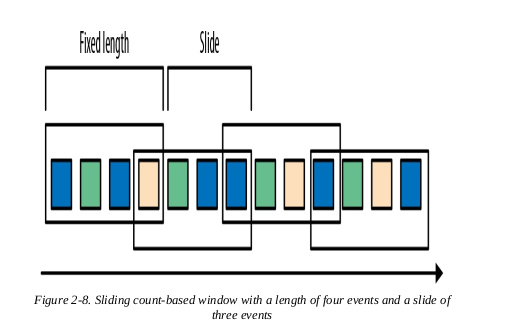 Fixed length
Slide
Figure 2-8. Sliding count-based window with a length of four events and a slide of
three events